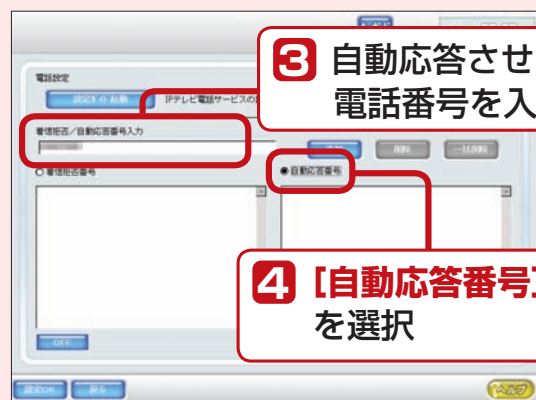 3 自動応答させ
電話番号を入
電話設定
IPテレビ電話サービスの
着信拒否／自動応答番号入力
削除
一括削除
着信拒否番号
自動応答番号
4 [自動応答番号]
を選択
OFF
設定OK
戻る
ヘルプ